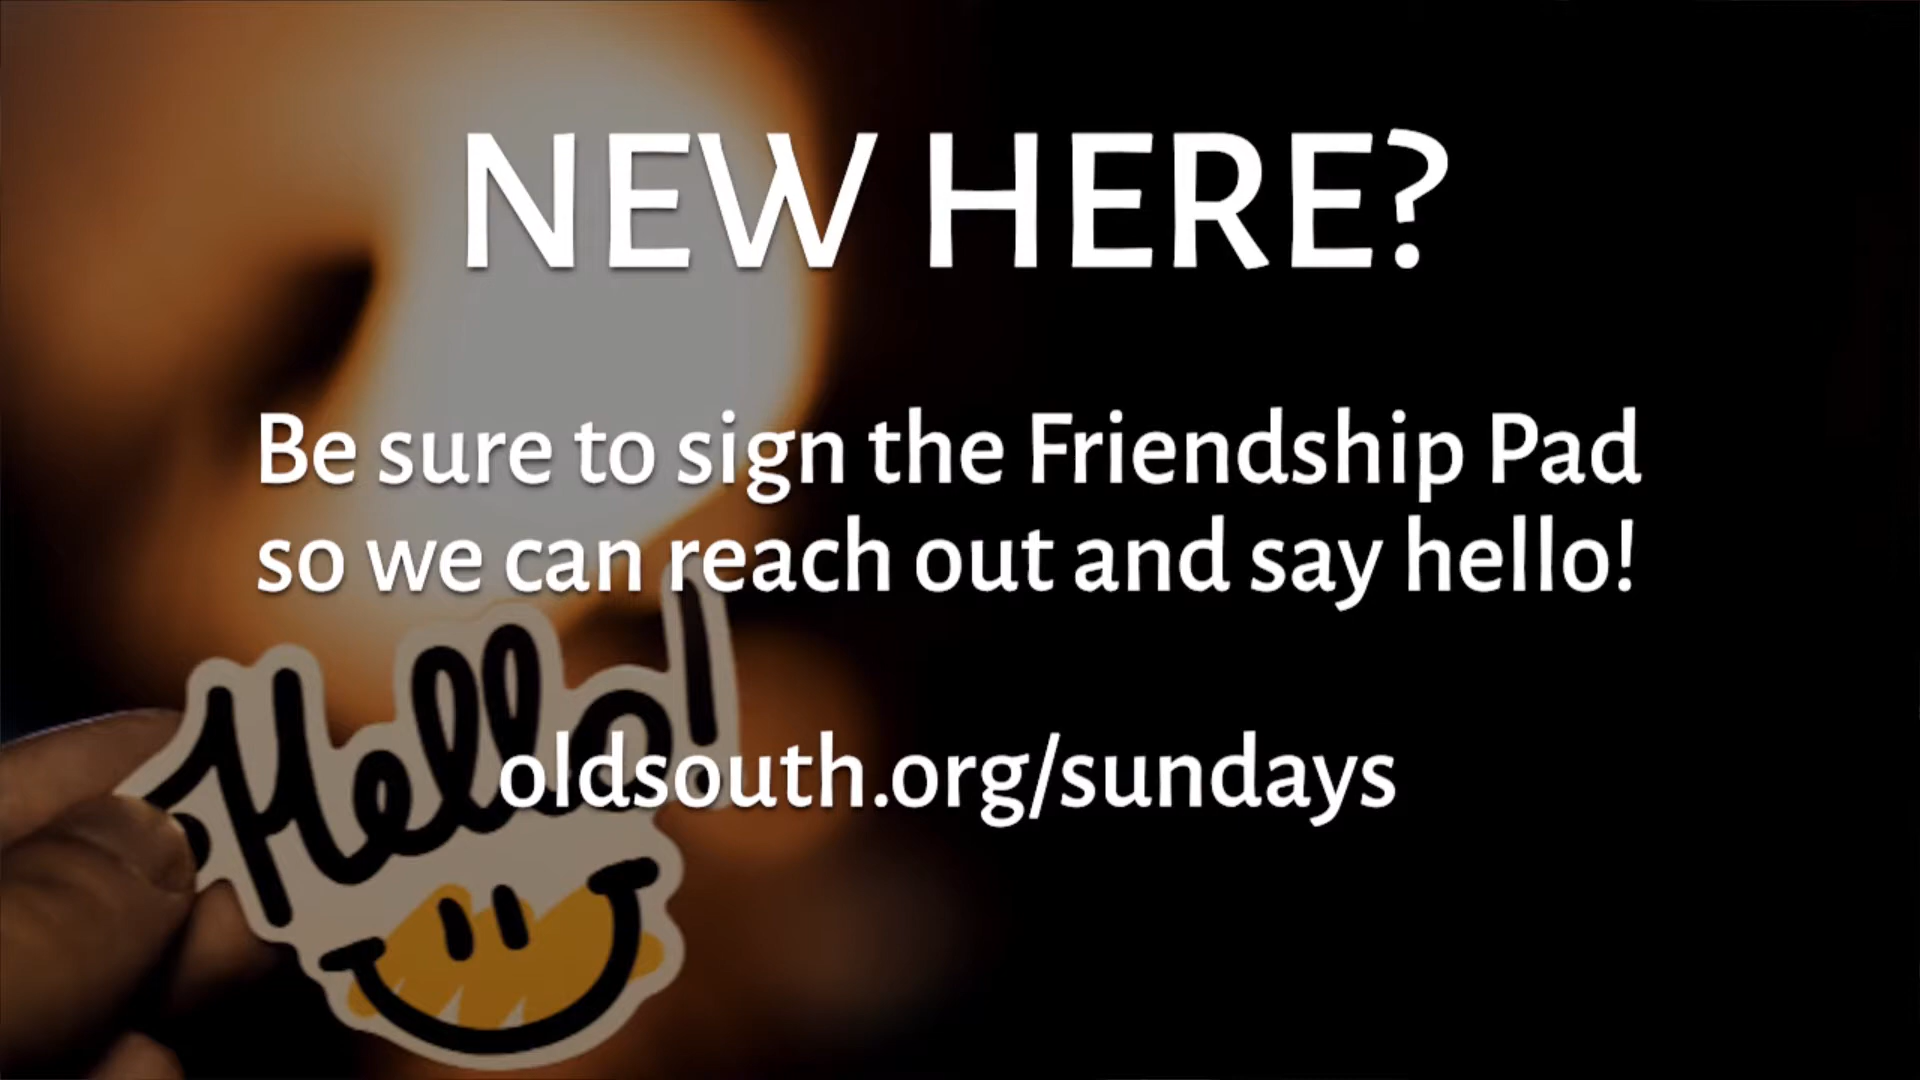 NEW HERE?
Be sure to sign the Friendship Pad
so we can reach out and say hello!
Hello!
oldsouth.org/sundays